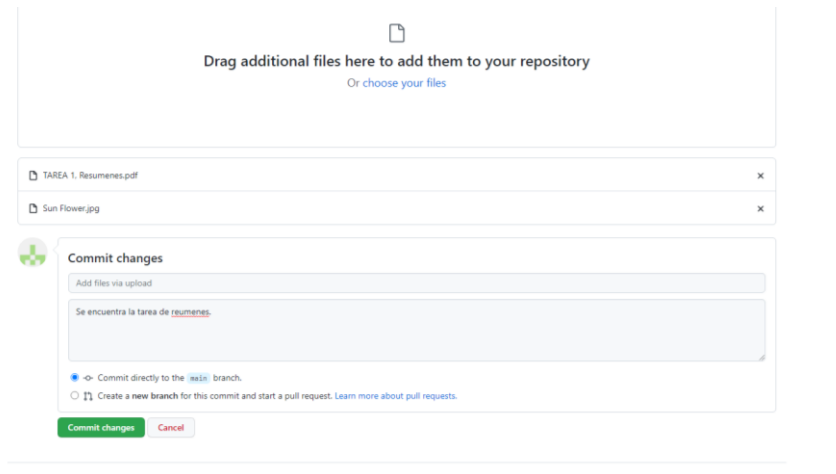 Drag additional files here to add them to your repository
Or choose your files
TAREA 1. Resumenes.pdf
Sun Flower.jpg
Commit changes
Add files via upload
Se encuentra la tarea de reumenes.
Commit directly to the main branch.
Create a new branch for this commit and start a pull request. Learn more about pull requests.
Commit changes Cancel